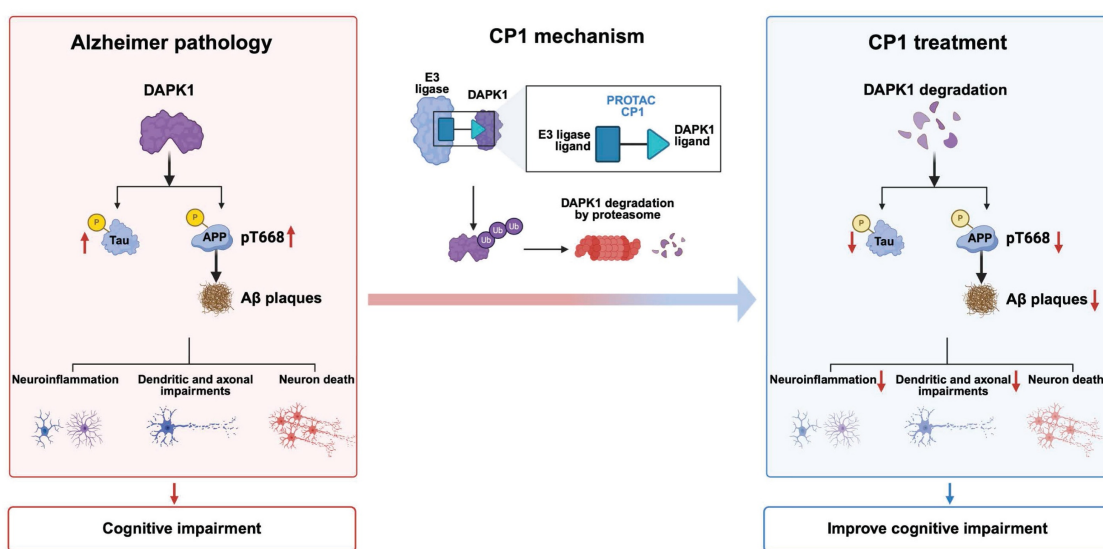 Alzheimer pathology
DAPK1
P
Tau
P
APP
pT668
Aβ plaques
Neuroinflammation
Dendritic and axonal
impairments
Neuron death
Cognitive impairment
CP1 mechanism
E3
ligase
DAPK1
PROTAC
CP1
E3 ligase
ligand
DAPK1
ligand
Ub
Ub
Ub
DAPK1 degradation
by proteasome
CP1 treatment
DAPK1 degradation
P
Tau
P
APP
pT668
Aβ plaques
Neuroinflammation
Dendritic and axonal
impairments
Neuron death
Improve cognitive impairment